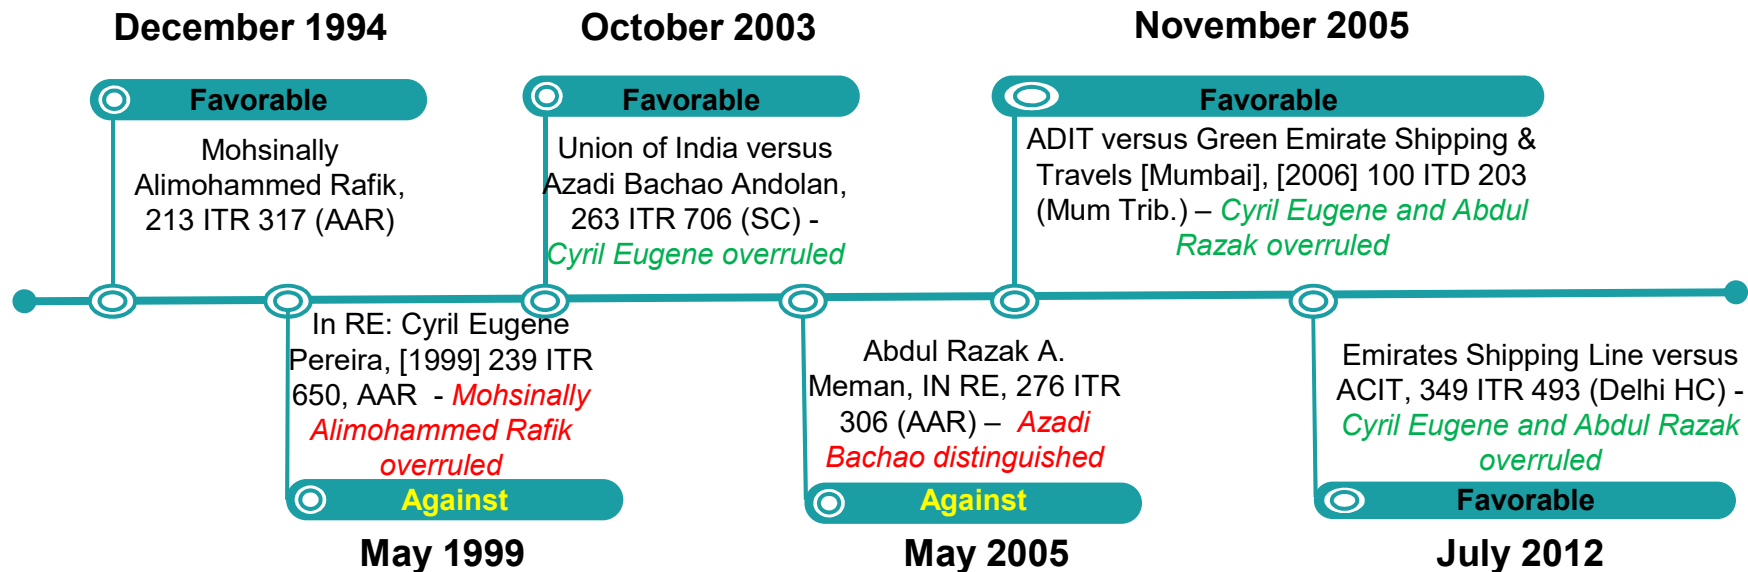 December 1994
Favorable
Mohsinally
Alimohammed Rafik,
213 ITR 317 (AAR)
In RE: Cyril Eugene
Pereira, [1999] 239 ITR
650, AAR - Mohsinally
Alimohammed Rafik
overruled
Against
May 1999
October 2003
Favorable
Union of India versus
Azadi Bachao Andolan,
263 ITR 706 (SC) -
Cyril Eugene overruled
Abdul Razak A.
Meman, IN RE, 276 ITR
306 (AAR) – Azadi
Bachao distinguished
Against
May 2005
November 2005
Favorable
ADIT versus Green Emirate Shipping &
Travels [Mumbai], [2006] 100 ITD 203
(Mum Trib.) – Cyril Eugene and Abdul
Razak overruled
Emirates Shipping Line versus
ACIT, 349 ITR 493 (Delhi HC) -
Cyril Eugene and Abdul Razak
overruled
Favorable
July 2012